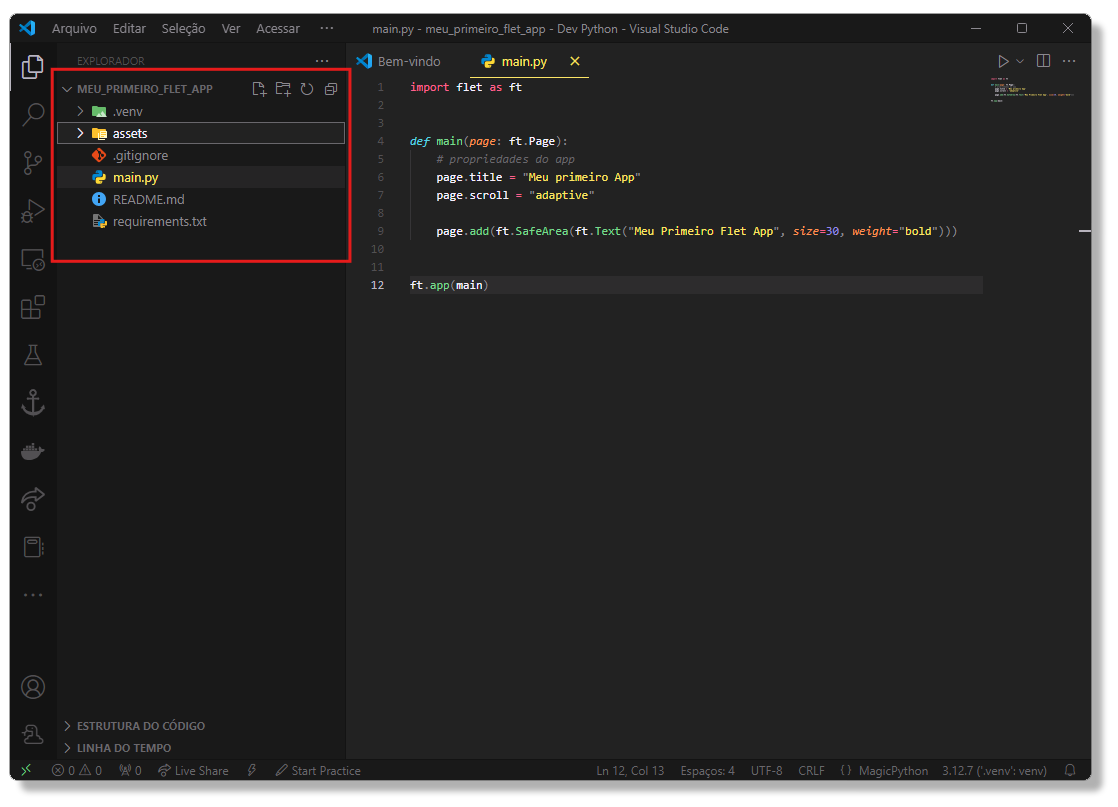 Arquivo Editar Seleção Ver Acessar ··· main.py - meu_primeiro_flet_app - Dev Python - Visual Studio Code
EXPLORADOR ···
MEU_PRIMEIRO_FLET_APP
.venv
assets
.gitignore
main.py
README.md
requirements.txt
ESTRUTURA DO CÓDIGO
LINHA DO TEMPO
Bem-vindo main.py
1 import flet as ft
2
3
4 def main(page: ft.Page):
5 # propriedades do app
6 page.title = "Meu primeiro App"
7 page.scroll = "adaptive"
8
9 page.add(ft.SafeArea(ft.Text("Meu Primeiro Flet App", size=30, weight="bold")))
10
11
12 ft.app(main)
0 0 0 Live Share Start Practice Ln 12, Col 13 Espaços: 4 UTF-8 CRLF {} MagicPython 3.12.7 ('.venv': venv)